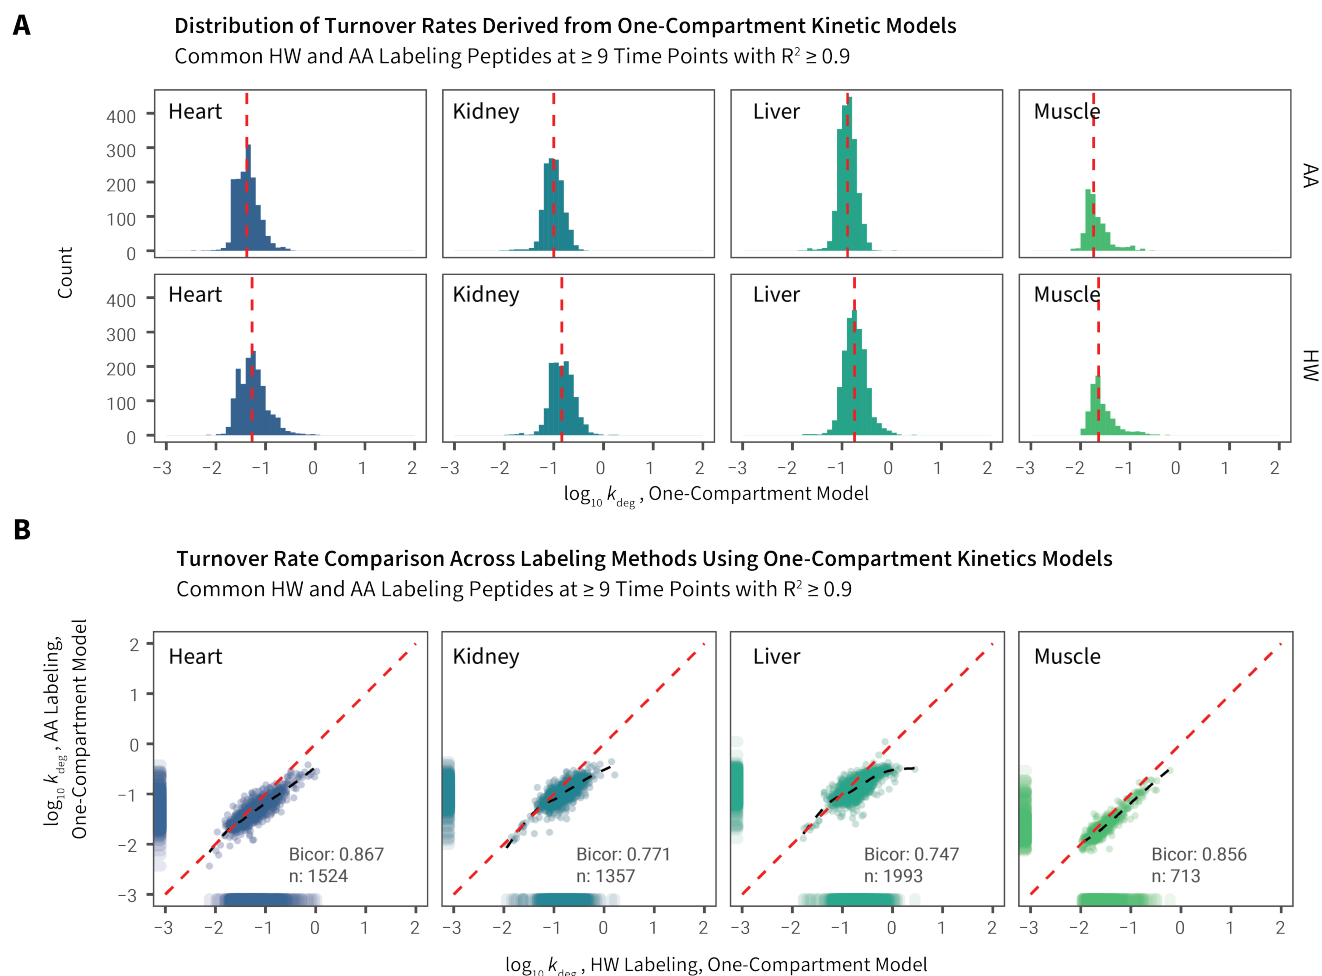 A
Distribution of Turnover Rates Derived from One-Compartment Kinetic Models
Common HW and AA Labeling Peptides at ≥ 9 Time Points with R² ≥ 0.9
Heart
Kidney
Liver
Muscle
400
300
200
100
0
AA
Count
Heart
Kidney
Liver
Muscle
400
300
200
100
0
HW
−3 −2 −1 0 1 2
−3 −2 −1 0 1 2
−3 −2 −1 0 1 2
−3 −2 −1 0 1 2
log₁₀ k_deg , One-Compartment Model
B
Turnover Rate Comparison Across Labeling Methods Using One-Compartment Kinetics Models
Common HW and AA Labeling Peptides at ≥ 9 Time Points with R² ≥ 0.9
log₁₀ k_deg , AA Labeling,
One-Compartment Model
2
1
0
−1
−2
−3
Heart
Bicor: 0.867
n: 1524
Kidney
Bicor: 0.771
n: 1357
Liver
Bicor: 0.747
n: 1993
Muscle
Bicor: 0.856
n: 713
−3 −2 −1 0 1 2
−3 −2 −1 0 1 2
−3 −2 −1 0 1 2
−3 −2 −1 0 1 2
log₁₀ k_deg , HW Labeling, One-Compartment Model